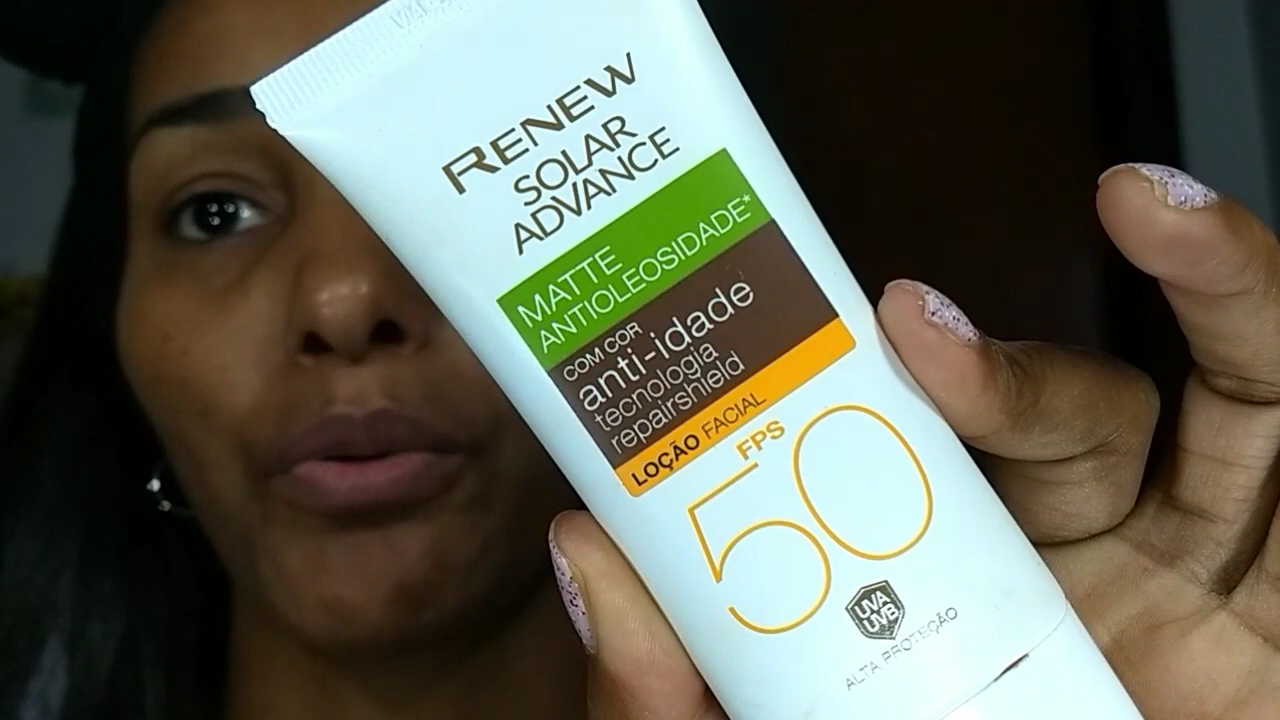 RENEW
SOLAR
ADVANCE
MATTE
ANTIOLEOSIDADE*
COM COR
anti-idade
tecnologia
repairshield
LOÇÃO FACIAL
FPS
50
UVA
UVB
ALTA PROTEÇÃO